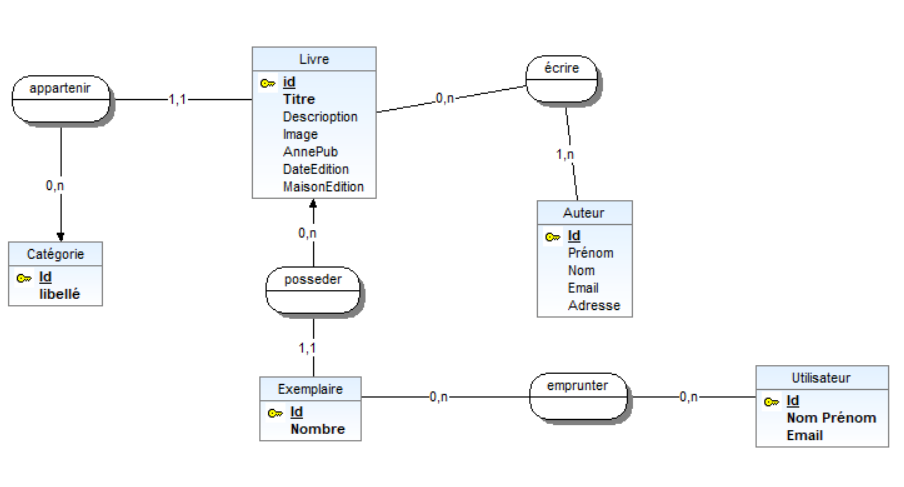 Livre
id
Titre
Descrioption
Image
AnnePub
DateEdition
MaisonEdition
appartenir
1,1
0,n
écrire
0,n
1,n
Catégorie
Id
libellé
Auteur
Id
Prénom
Nom
Email
Adresse
0,n
posseder
1,1
Exemplaire
Id
Nombre
0,n
emprunter
0,n
Utilisateur
Id
Nom Prénom
Email